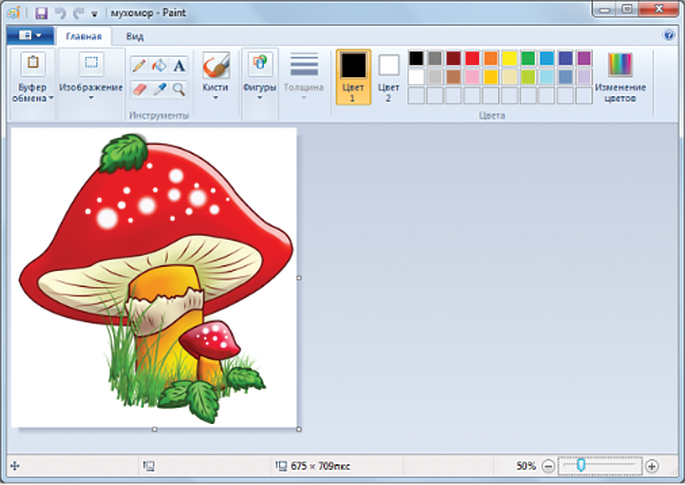 мухомор - Paint
Главная Вид
Буфер обмена
Изображение
Инструменты
Кисти
Фигуры
Толщина
Цвет 1
Цвет 2
Изменение цветов
Цвета
675 × 709пкс
50%